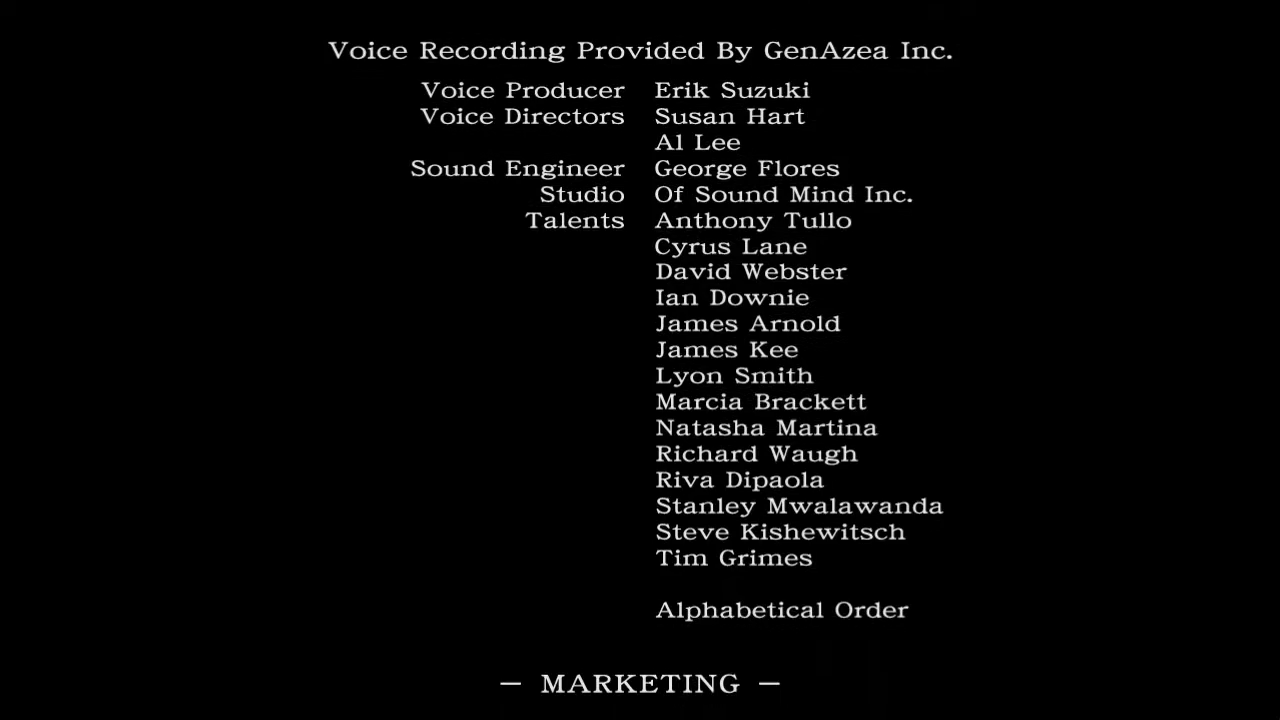 Voice Recording Provided By GenAzea Inc.
Voice Producer Erik Suzuki
Voice Directors Susan Hart
Al Lee
Sound Engineer George Flores
Studio Of Sound Mind Inc.
Talents Anthony Tullo
Cyrus Lane
David Webster
Ian Downie
James Arnold
James Kee
Lyon Smith
Marcia Brackett
Natasha Martina
Richard Waugh
Riva Dipaola
Stanley Mwalawanda
Steve Kishewitsch
Tim Grimes
Alphabetical Order
— MARKETING —